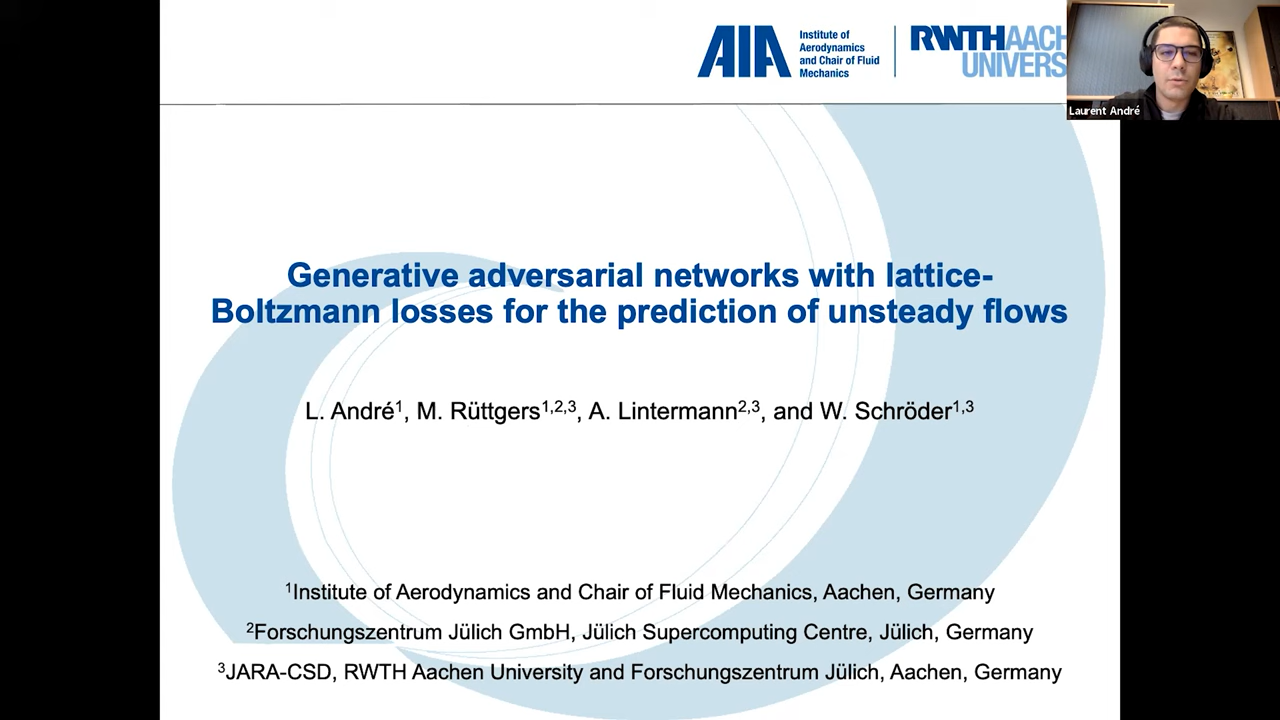 AIA
Institute of
Aerodynamics
and Chair of Fluid
Mechanics
RWTH AACH
UNIVERS
Laurent André
Generative adversarial networks with lattice-
Boltzmann losses for the prediction of unsteady flows
L. André¹, M. Rüttgers¹,²,³, A. Lintermann²,³, and W. Schröder¹,³
¹Institute of Aerodynamics and Chair of Fluid Mechanics, Aachen, Germany
²Forschungszentrum Jülich GmbH, Jülich Supercomputing Centre, Jülich, Germany
³JARA-CSD, RWTH Aachen University and Forschungszentrum Jülich, Aachen, Germany